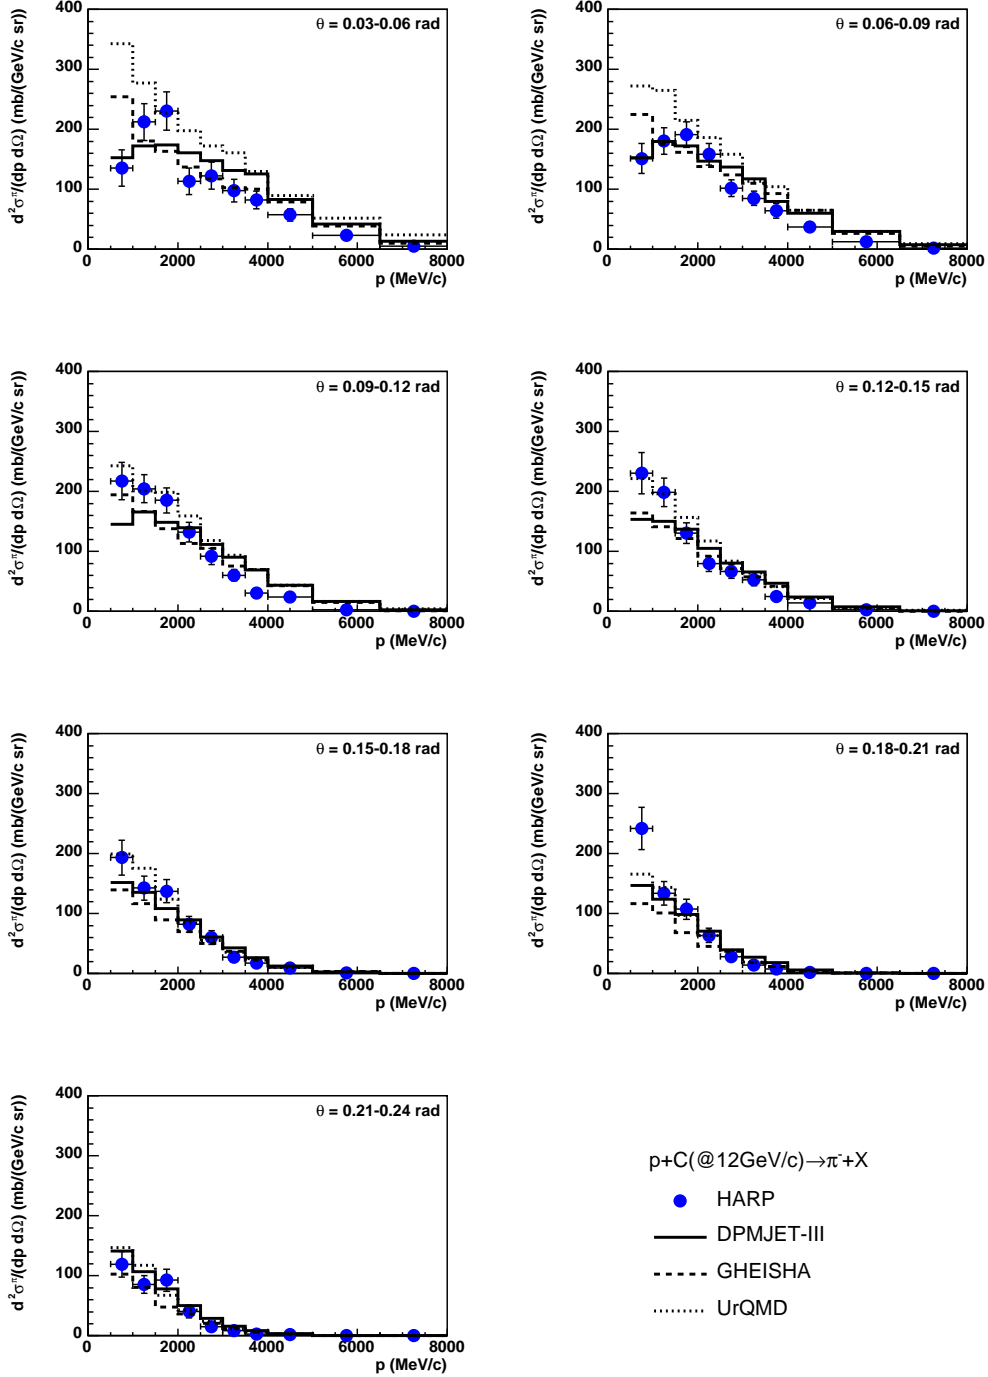 θ = 0.03-0.06 rad
d²σπ/(dp dΩ) (mb/(GeV/c sr))
400
300
200
100
0
0 2000 4000 6000 8000
p (MeV/c)
θ = 0.06-0.09 rad
d²σπ/(dp dΩ) (mb/(GeV/c sr))
400
300
200
100
0
0 2000 4000 6000 8000
p (MeV/c)
θ = 0.09-0.12 rad
d²σπ/(dp dΩ) (mb/(GeV/c sr))
400
300
200
100
0
0 2000 4000 6000 8000
p (MeV/c)
θ = 0.12-0.15 rad
d²σπ/(dp dΩ) (mb/(GeV/c sr))
400
300
200
100
0
0 2000 4000 6000 8000
p (MeV/c)
θ = 0.15-0.18 rad
d²σπ/(dp dΩ) (mb/(GeV/c sr))
400
300
200
100
0
0 2000 4000 6000 8000
p (MeV/c)
θ = 0.18-0.21 rad
d²σπ/(dp dΩ) (mb/(GeV/c sr))
400
300
200
100
0
0 2000 4000 6000 8000
p (MeV/c)
θ = 0.21-0.24 rad
d²σπ/(dp dΩ) (mb/(GeV/c sr))
400
300
200
100
0
0 2000 4000 6000 8000
p (MeV/c)
p+C(@12GeV/c)→π⁻+X
HARP
DPMJET-III
GHEISHA
UrQMD